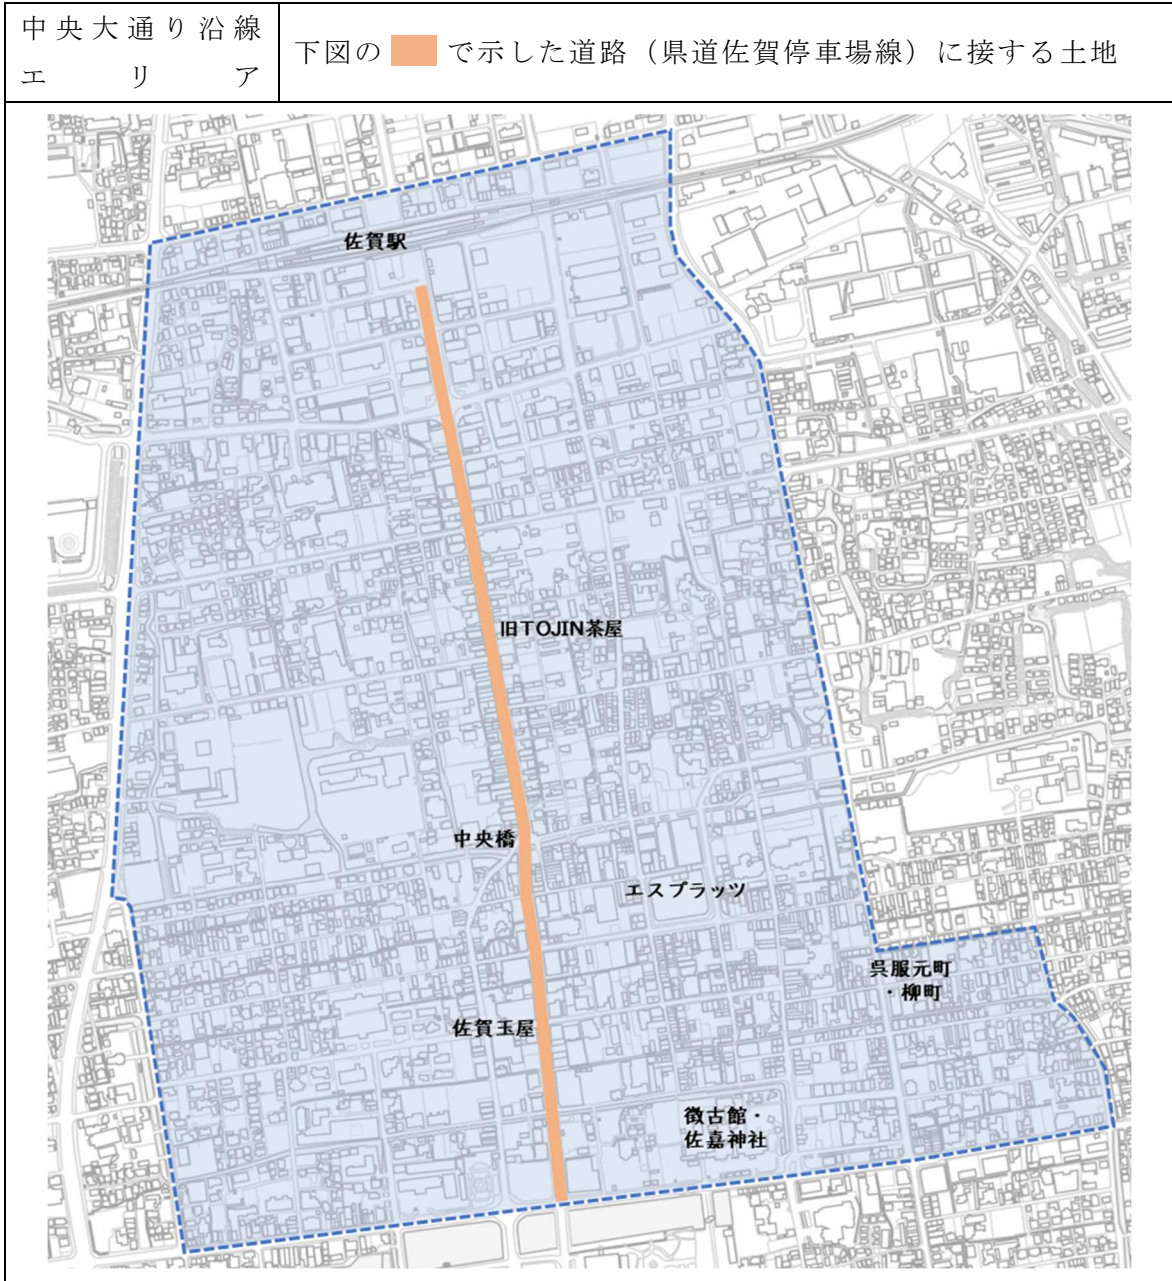 中央大通り沿線
エリア
下図の で示した道路（県道佐賀停車場線）に接する土地
佐賀駅
旧TOJIN茶屋
中央橋
エスプラッツ
呉服元町
・柳町
佐賀玉屋
徴古館・
佐嘉神社